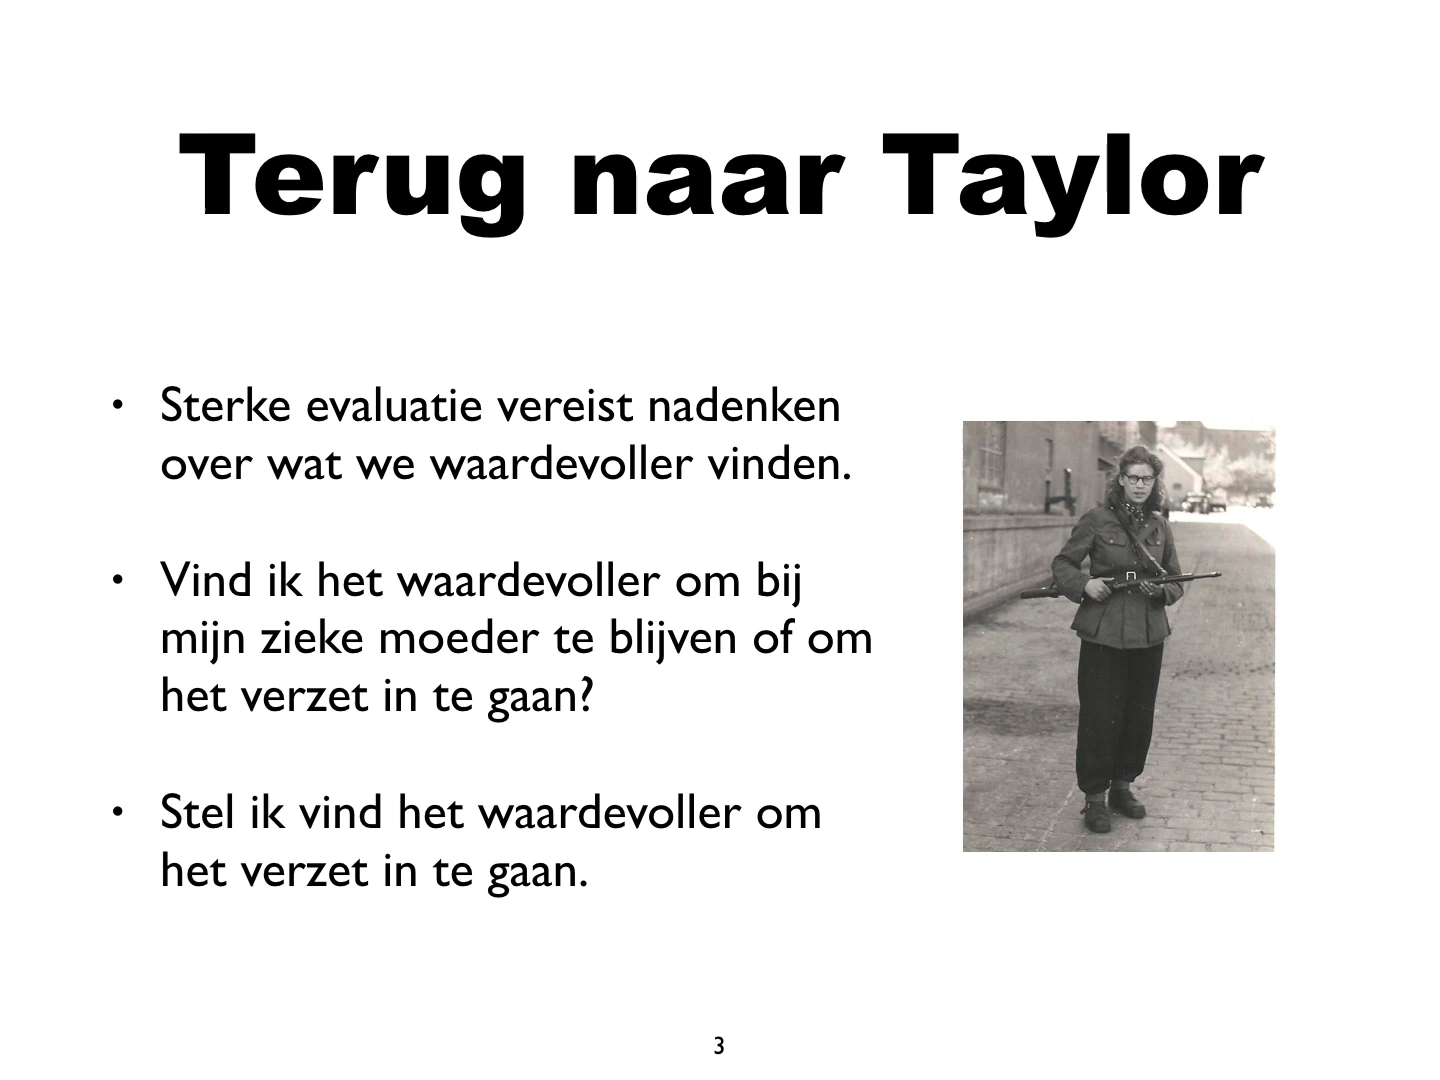 Terug naar Taylor
• Sterke evaluatie vereist nadenken
over wat we waardevoller vinden.
• Vind ik het waardevoller om bij
mijn zieke moeder te blijven of om
het verzet in te gaan?
• Stel ik vind het waardevoller om
het verzet in te gaan.
3